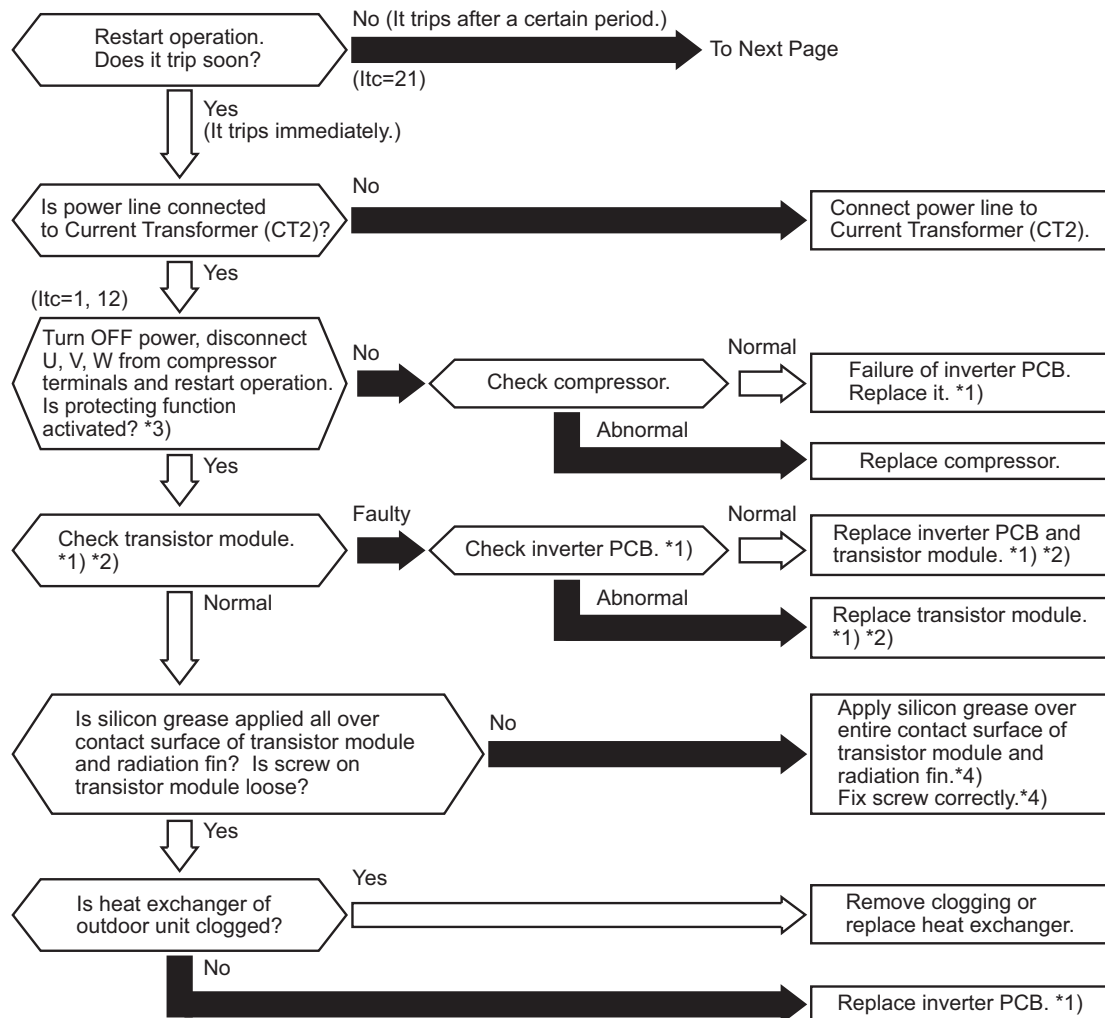 Restart operation.
Does it trip soon?
No (It trips after a certain period.)
(Itc=21)
To Next Page
Yes
(It trips immediately.)
Is power line connected
to Current Transformer (CT2)?
No
Connect power line to
Current Transformer (CT2).
Yes
(Itc=1, 12)
Turn OFF power, disconnect
U, V, W from compressor
terminals and restart operation.
Is protecting function
activated? *3)
No
Check compressor.
Normal
Failure of inverter PCB.
Replace it. *1)
Abnormal
Replace compressor.
Yes
Check transistor module.
*1) *2)
Faulty
Check inverter PCB. *1)
Normal
Replace inverter PCB and
transistor module. *1) *2)
Abnormal
Replace transistor module.
*1) *2)
Normal
Is silicon grease applied all over
contact surface of transistor module
and radiation fin? Is screw on
transistor module loose?
No
Apply silicon grease over
entire contact surface of
transistor module and
radiation fin.*4)
Fix screw correctly.*4)
Yes
Is heat exchanger of
outdoor unit clogged?
Yes
Remove clogging or
replace heat exchanger.
No
Replace inverter PCB. *1)